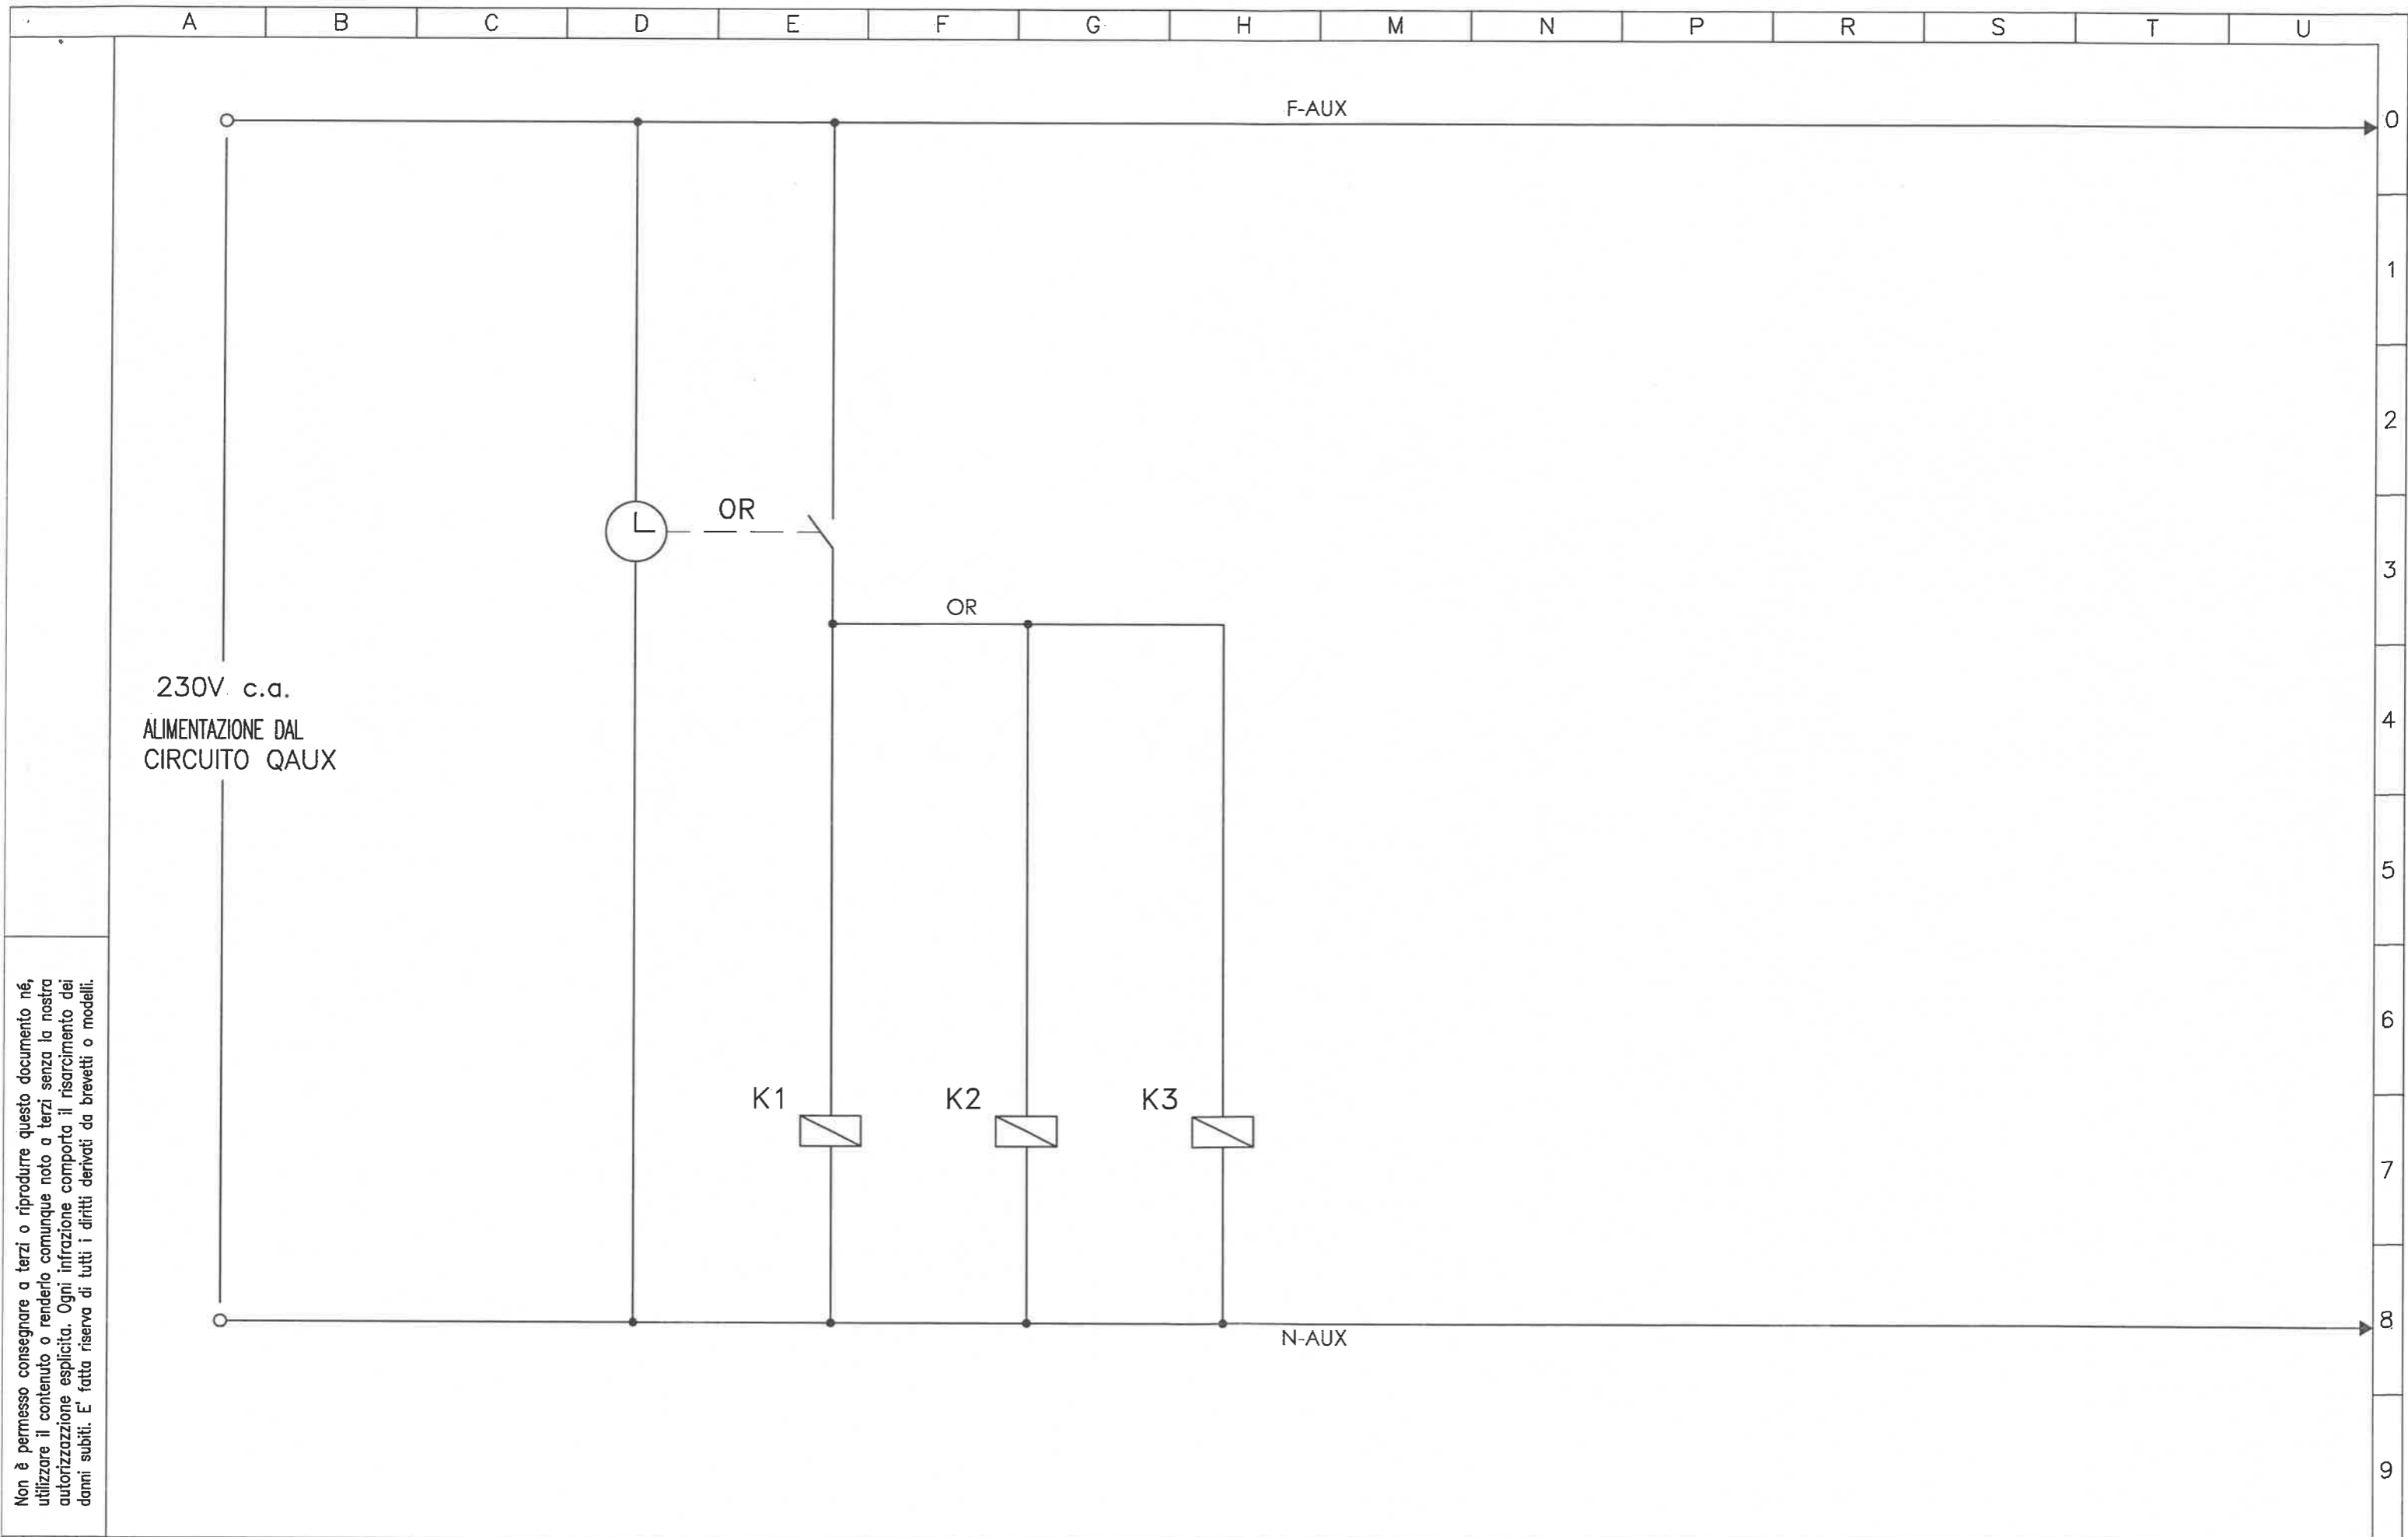 A B C D E F G H M N P R S T U
F-AUX
0
1
2
OR
3
OR
230V c.a.
4
ALIMENTAZIONE DAL
CIRCUITO QAUX
5
6
K1 K2 K3
7
8
N-AUX
9
Non è permesso consegnare a terzi o riprodurre questo documento né,
utilizzare il contenuto o renderlo comunque noto a terzi senza la nostra
autorizzazzione esplicita. Ogni infrazione comporta il risarcimento dei
danni subiti. E' fatta riserva di tutti i diritti derivati da brevetti o modelli.